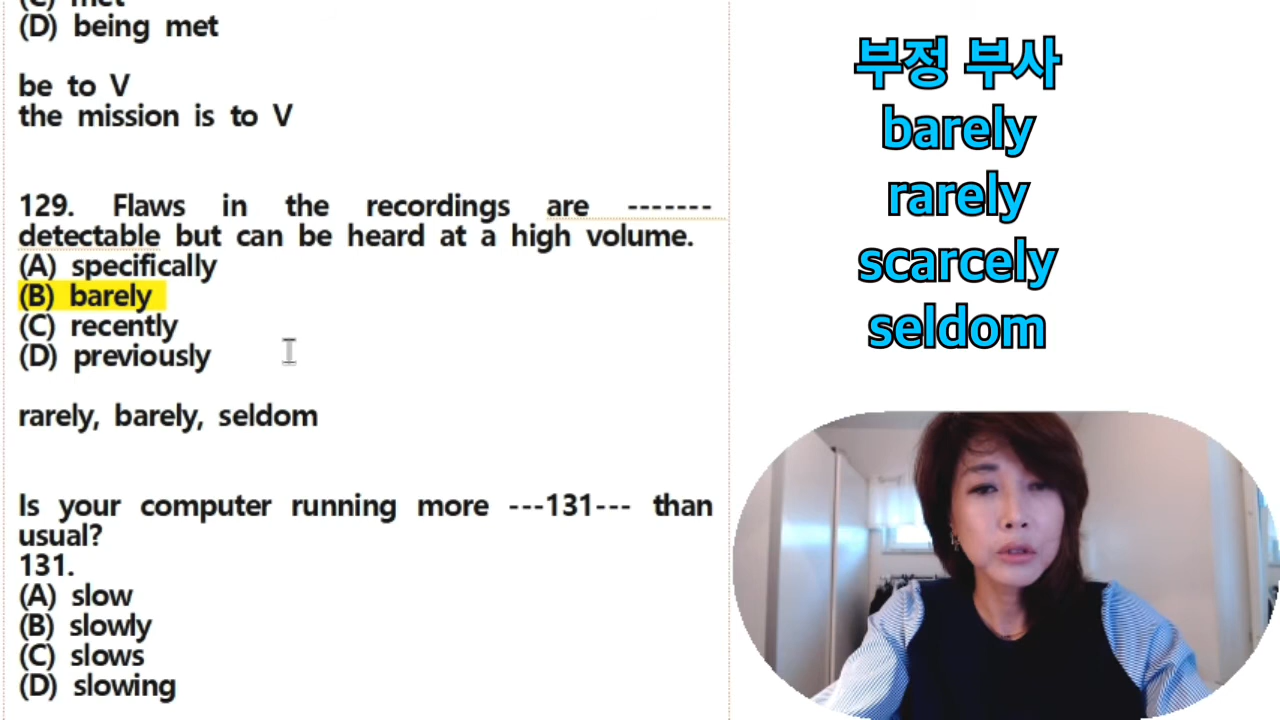 (C) met
(D) being met
be to V
the mission is to V
129. Flaws in the recordings are -------
detectable but can be heard at a high volume.
(A) specifically
(B) barely
(C) recently
(D) previously
rarely, barely, seldom
Is your computer running more ---131--- than
usual?
131.
(A) slow
(B) slowly
(C) slows
(D) slowing
부정 부사
barely
rarely
scarcely
seldom